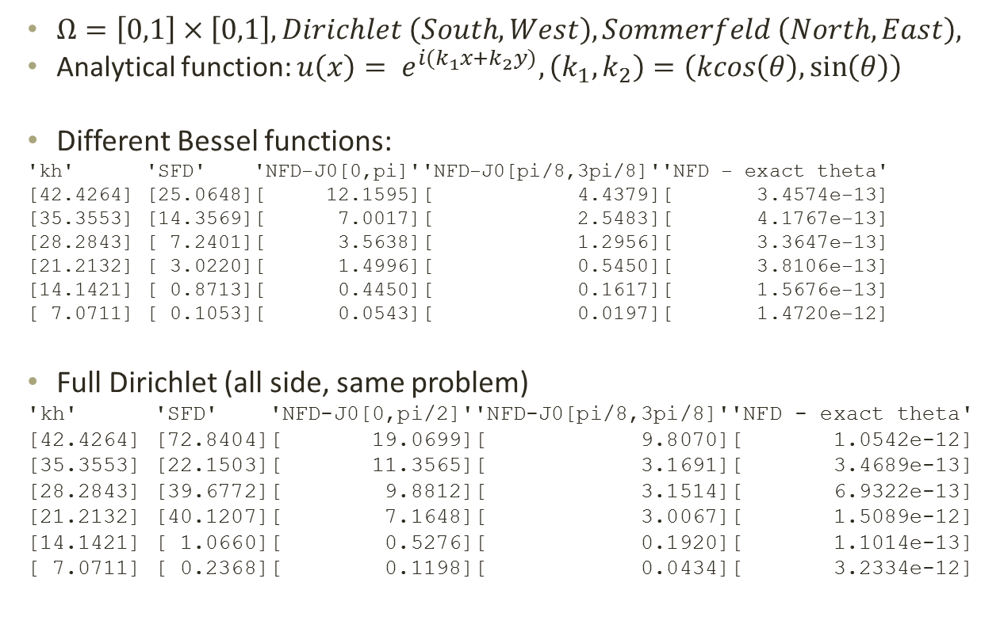 • Ω = [0,1] × [0,1], Dirichlet (South, West), Sommerfeld (North, East),
• Analytical function: u(x) = e^{i(k₁x+k₂y)}, (k₁, k₂) = (kcos(θ), sin(θ))
• Different Bessel functions:
'kh' 'SFD' 'NFD-J0[0,pi]''NFD-J0[pi/8,3pi/8]''NFD - exact theta'
[42.4264] [25.0648][ 12.1595][ 4.4379][ 3.4574e-13]
[35.3553] [14.3569][ 7.0017][ 2.5483][ 4.1767e-13]
[28.2843] [ 7.2401][ 3.5638][ 1.2956][ 3.3647e-13]
[21.2132] [ 3.0220][ 1.4996][ 0.5450][ 3.8106e-13]
[14.1421] [ 0.8713][ 0.4450][ 0.1617][ 1.5676e-13]
[ 7.0711] [ 0.1053][ 0.0543][ 0.0197][ 1.4720e-12]
• Full Dirichlet (all side, same problem)
'kh' 'SFD' 'NFD-J0[0,pi/2]''NFD-J0[pi/8,3pi/8]''NFD - exact theta'
[42.4264] [72.8404][ 19.0699][ 9.8070][ 1.0542e-12]
[35.3553] [22.1503][ 11.3565][ 3.1691][ 3.4689e-13]
[28.2843] [39.6772][ 9.8812][ 3.1514][ 6.9322e-13]
[21.2132] [40.1207][ 7.1648][ 3.0067][ 1.5089e-12]
[14.1421] [ 1.0660][ 0.5276][ 0.1920][ 1.1014e-13]
[ 7.0711] [ 0.2368][ 0.1198][ 0.0434][ 3.2334e-12]